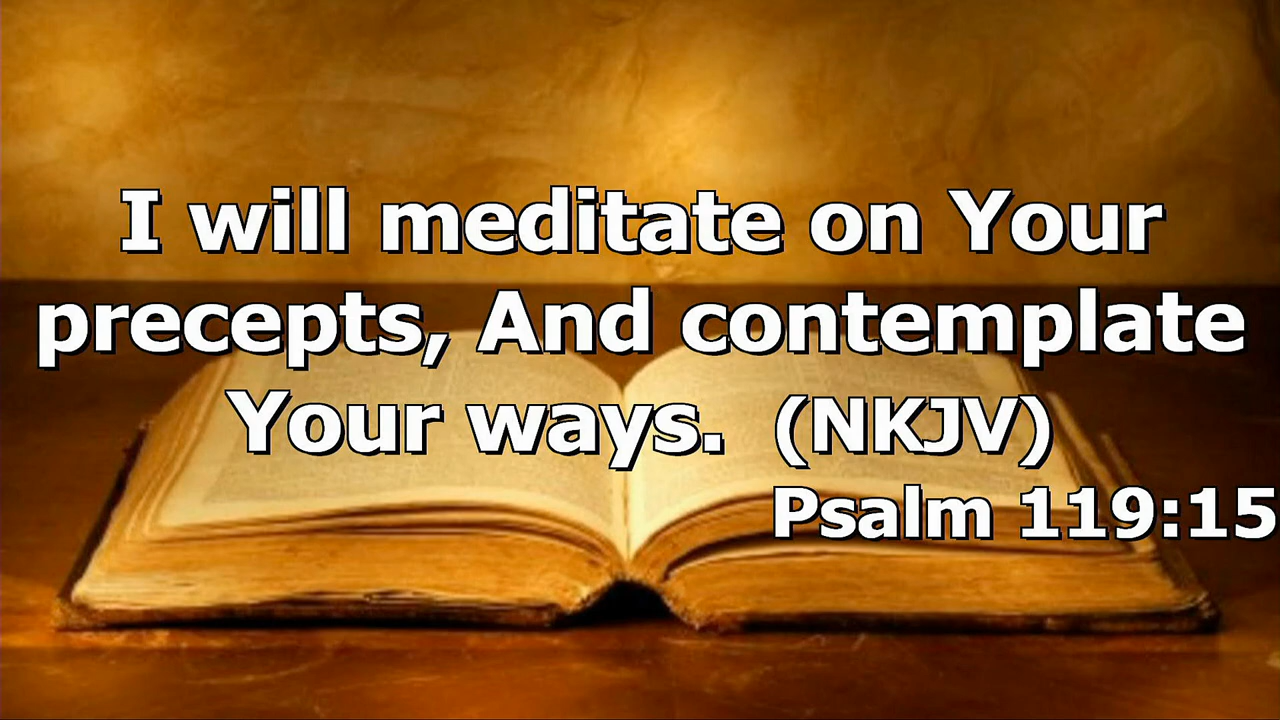 I will meditate on Your
precepts, And contemplate
Your ways. (NKJV)
Psalm 119:15